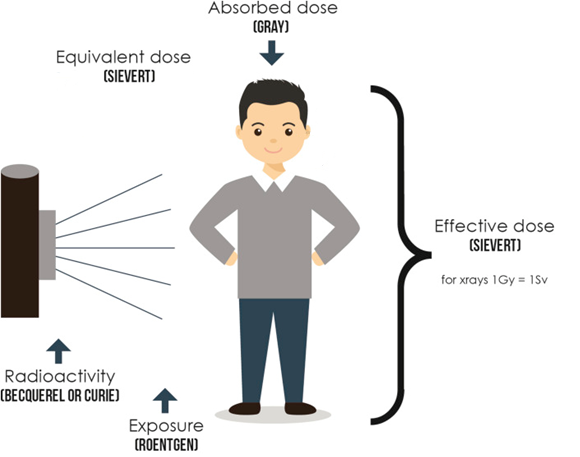 Absorbed dose
(GRAY)
Equivalent dose
(SIEVERT)
Effective dose
(SIEVERT)
for xrays 1Gy = 1Sv
Radioactivity
(BECQUEREL OR CURIE)
Exposure
(ROENTGEN)